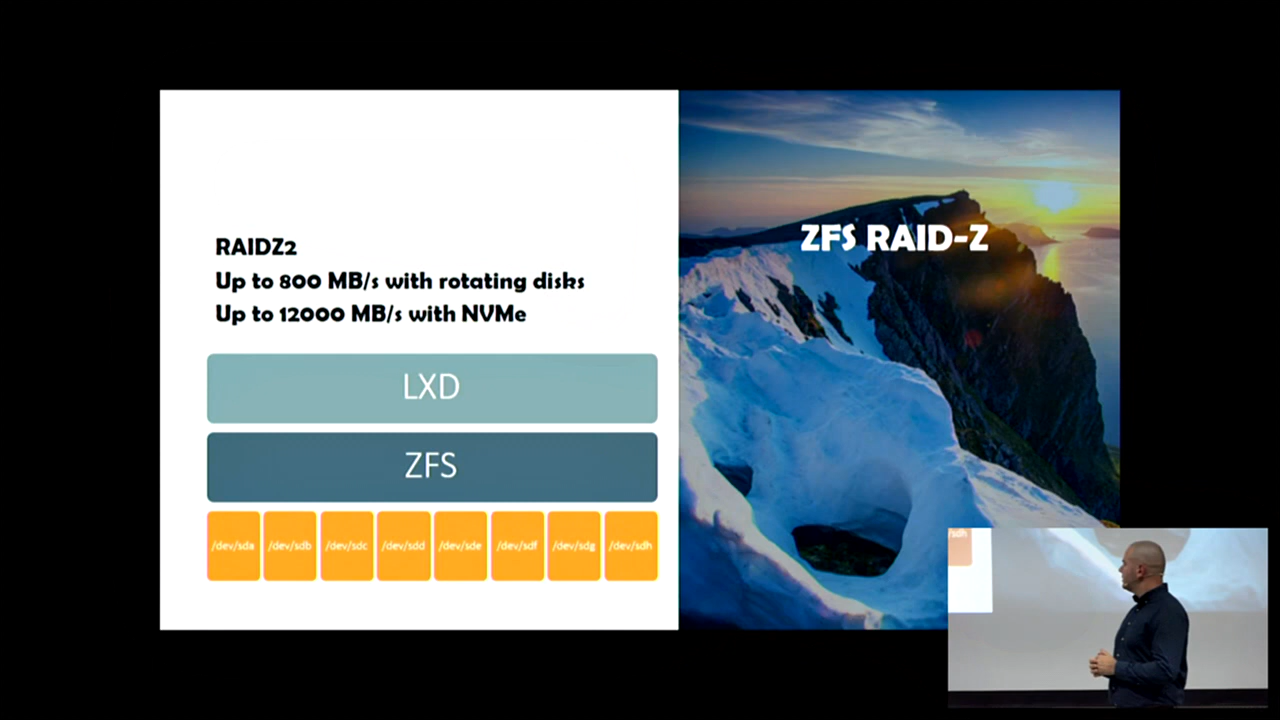 RAIDZ2
Up to 800 MB/s with rotating disks
Up to 12000 MB/s with NVMe
LXD
ZFS
/dev/sda /dev/sdb /dev/sdc /dev/sdd /dev/sde /dev/sdf /dev/sdg /dev/sdh
ZFS RAID-Z
sdh